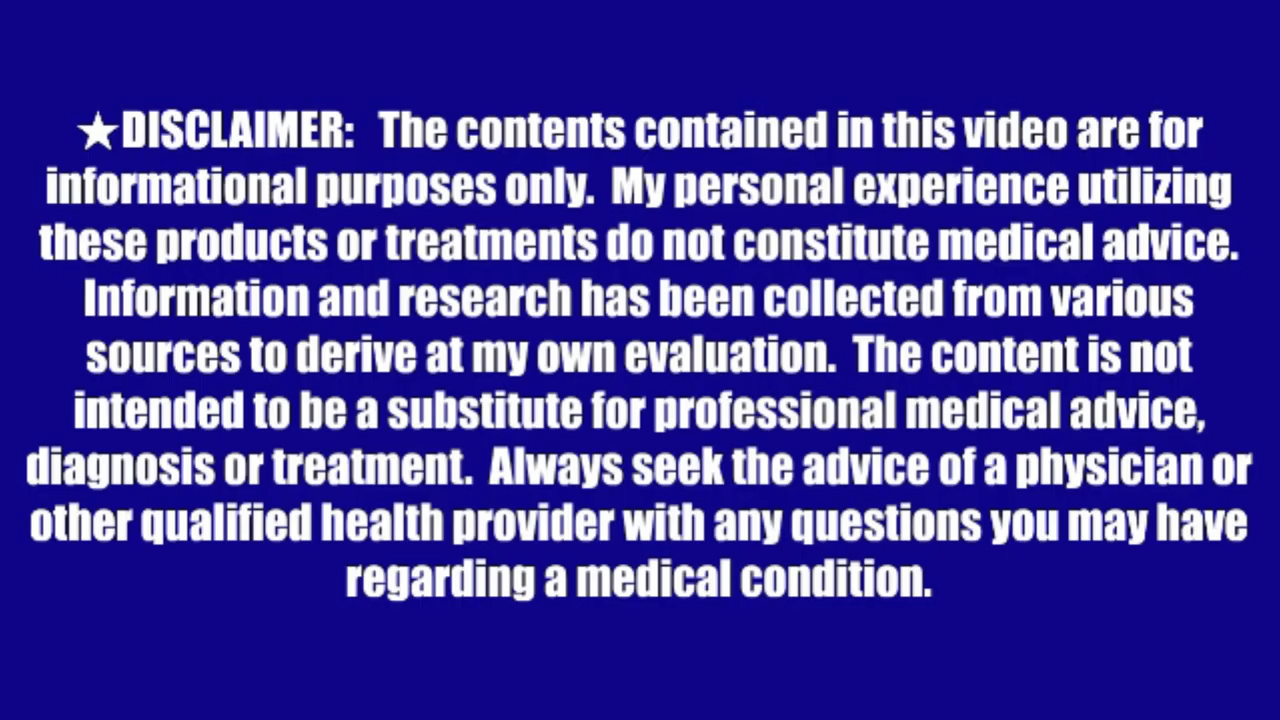 ★DISCLAIMER: The contents contained in this video are for
informational purposes only. My personal experience utilizing
these products or treatments do not constitute medical advice.
Information and research has been collected from various
sources to derive at my own evaluation. The content is not
intended to be a substitute for professional medical advice,
diagnosis or treatment. Always seek the advice of a physician or
other qualified health provider with any questions you may have
regarding a medical condition.